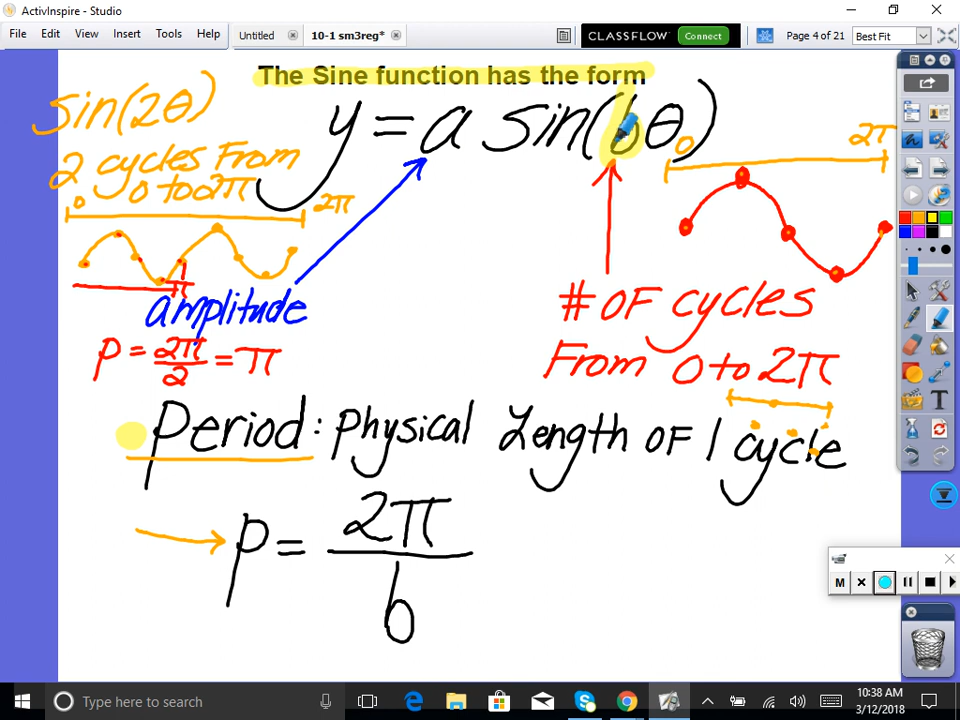 ActivInspire - Studio
File Edit View Insert Tools Help
Untitled
10-1 sm3reg*
CLASSFLOW Connect
Page 4 of 21
Best Fit
The Sine function has the form
sin(2θ)
y = a sin(bθ)
2 cycles From
0 to 2π
0 2π
0 2π
π
amplitude
# OF cycles
From 0 to 2π
P = 2π/2 = π
Period: Physical Length OF 1 cycle
P = 2π/b
M
Type here to search
10:38 AM
3/12/2018